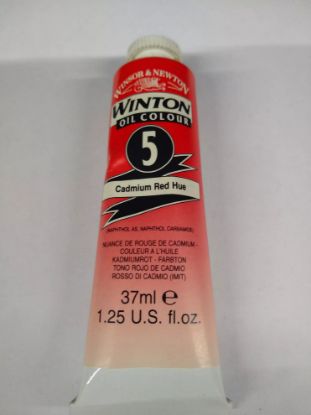 WINSOR & NEWTON
WINTON
OIL COLOUR
5
Cadmium Red Hue
(NAPHTHOL AS, NAPHTHOL CARBAMIDE)
NUANCE DE ROUGE DE CADMIUM -
COULEUR A L'HUILE
KADMIUMROT - FARBTON
TONO ROJO DE CADMIO
ROSSO DI CADMIO (IMIT)
37ml e
1.25 U.S. fl.oz.